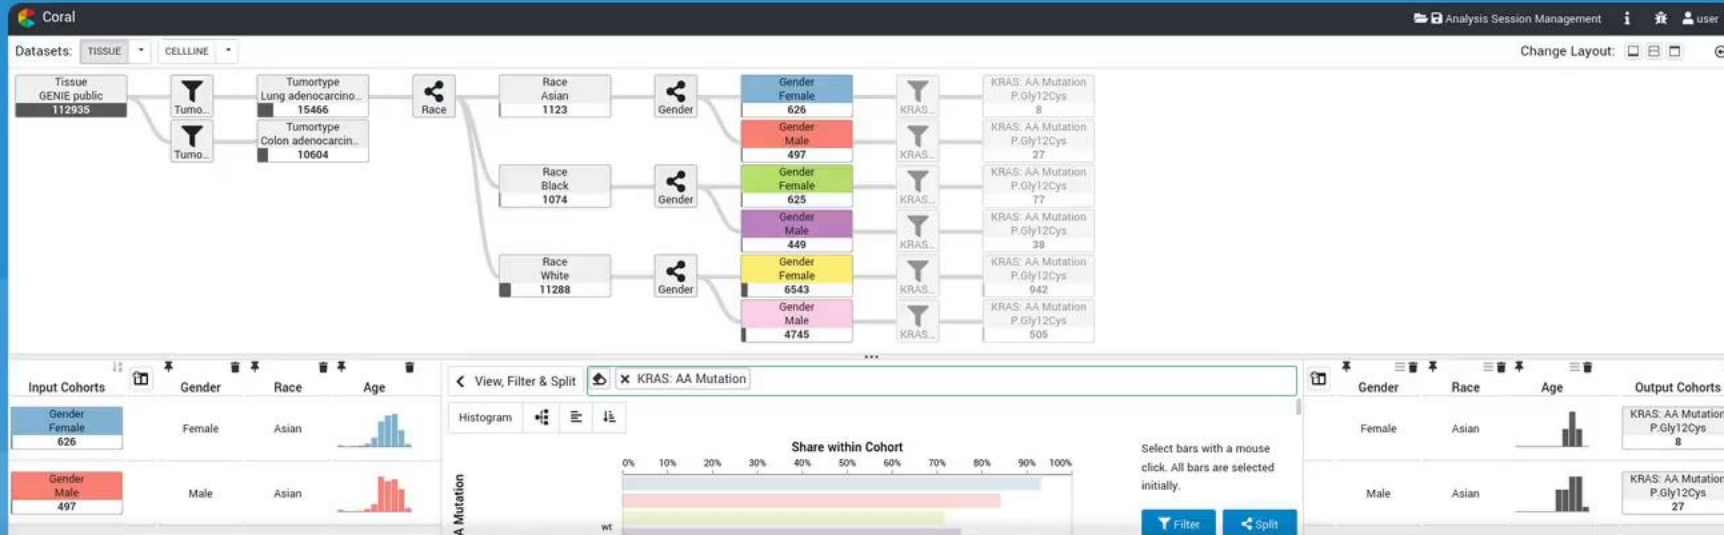 Coral
Analysis Session Management
user
Datasets:
TISSUE
CELLLINE
Change Layout:
Tissue
GENIE public
112935
Tumo...
Tumortype
Lung adenocarcino...
15466
Tumo...
Tumortype
Colon adenocarcin...
10604
Race
Race
Asian
1123
Gender
Gender
Female
626
KRAS...
KRAS: AA Mutation
P.Gly12Cys
8
Gender
Male
497
KRAS...
KRAS: AA Mutation
P.Gly12Cys
27
Race
Black
1074
Gender
Gender
Female
625
KRAS...
KRAS: AA Mutation
P.Gly12Cys
77
Gender
Male
449
KRAS...
KRAS: AA Mutation
P.Gly12Cys
38
Race
White
11288
Gender
Gender
Female
6543
KRAS...
KRAS: AA Mutation
P.Gly12Cys
942
Gender
Male
4745
KRAS...
KRAS: AA Mutation
P.Gly12Cys
505
Input Cohorts
Gender
Race
Age
Gender
Female
626
Female
Asian
Gender
Male
497
Male
Asian
View, Filter & Split
KRAS: AA Mutation
Histogram
Share within Cohort
0% 10% 20% 30% 40% 50% 60% 70% 80% 90% 100%
A Mutation
wt
Select bars with a mouse
click. All bars are selected
initially.
Filter
Split
Gender
Race
Age
Output Cohorts
Female
Asian
KRAS: AA Mutation
P.Gly12Cys
8
Male
Asian
KRAS: AA Mutation
P.Gly12Cys
27